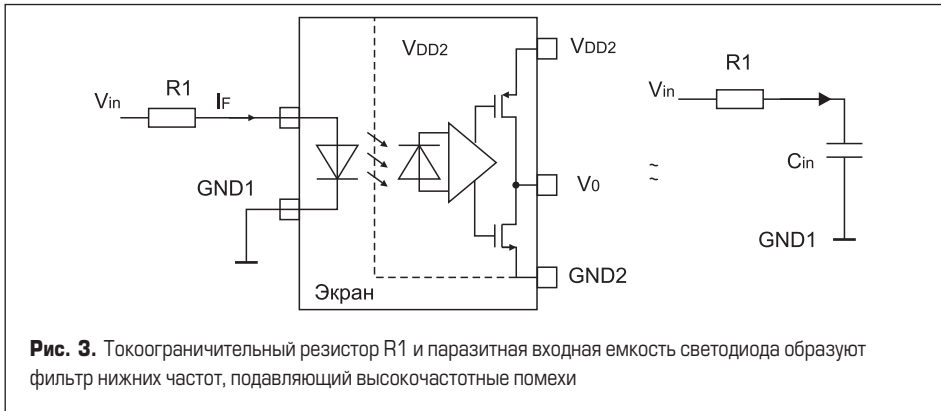 VDD2
VDD2
R1
Vin
IF
GND1
V0
GND2
Экран
R1
Vin
~
~
Cin
GND1
Рис. 3. Токоограничительный резистор R1 и паразитная входная емкость светодиода образуют
фильтр нижних частот, подавляющий высокочастотные помехи